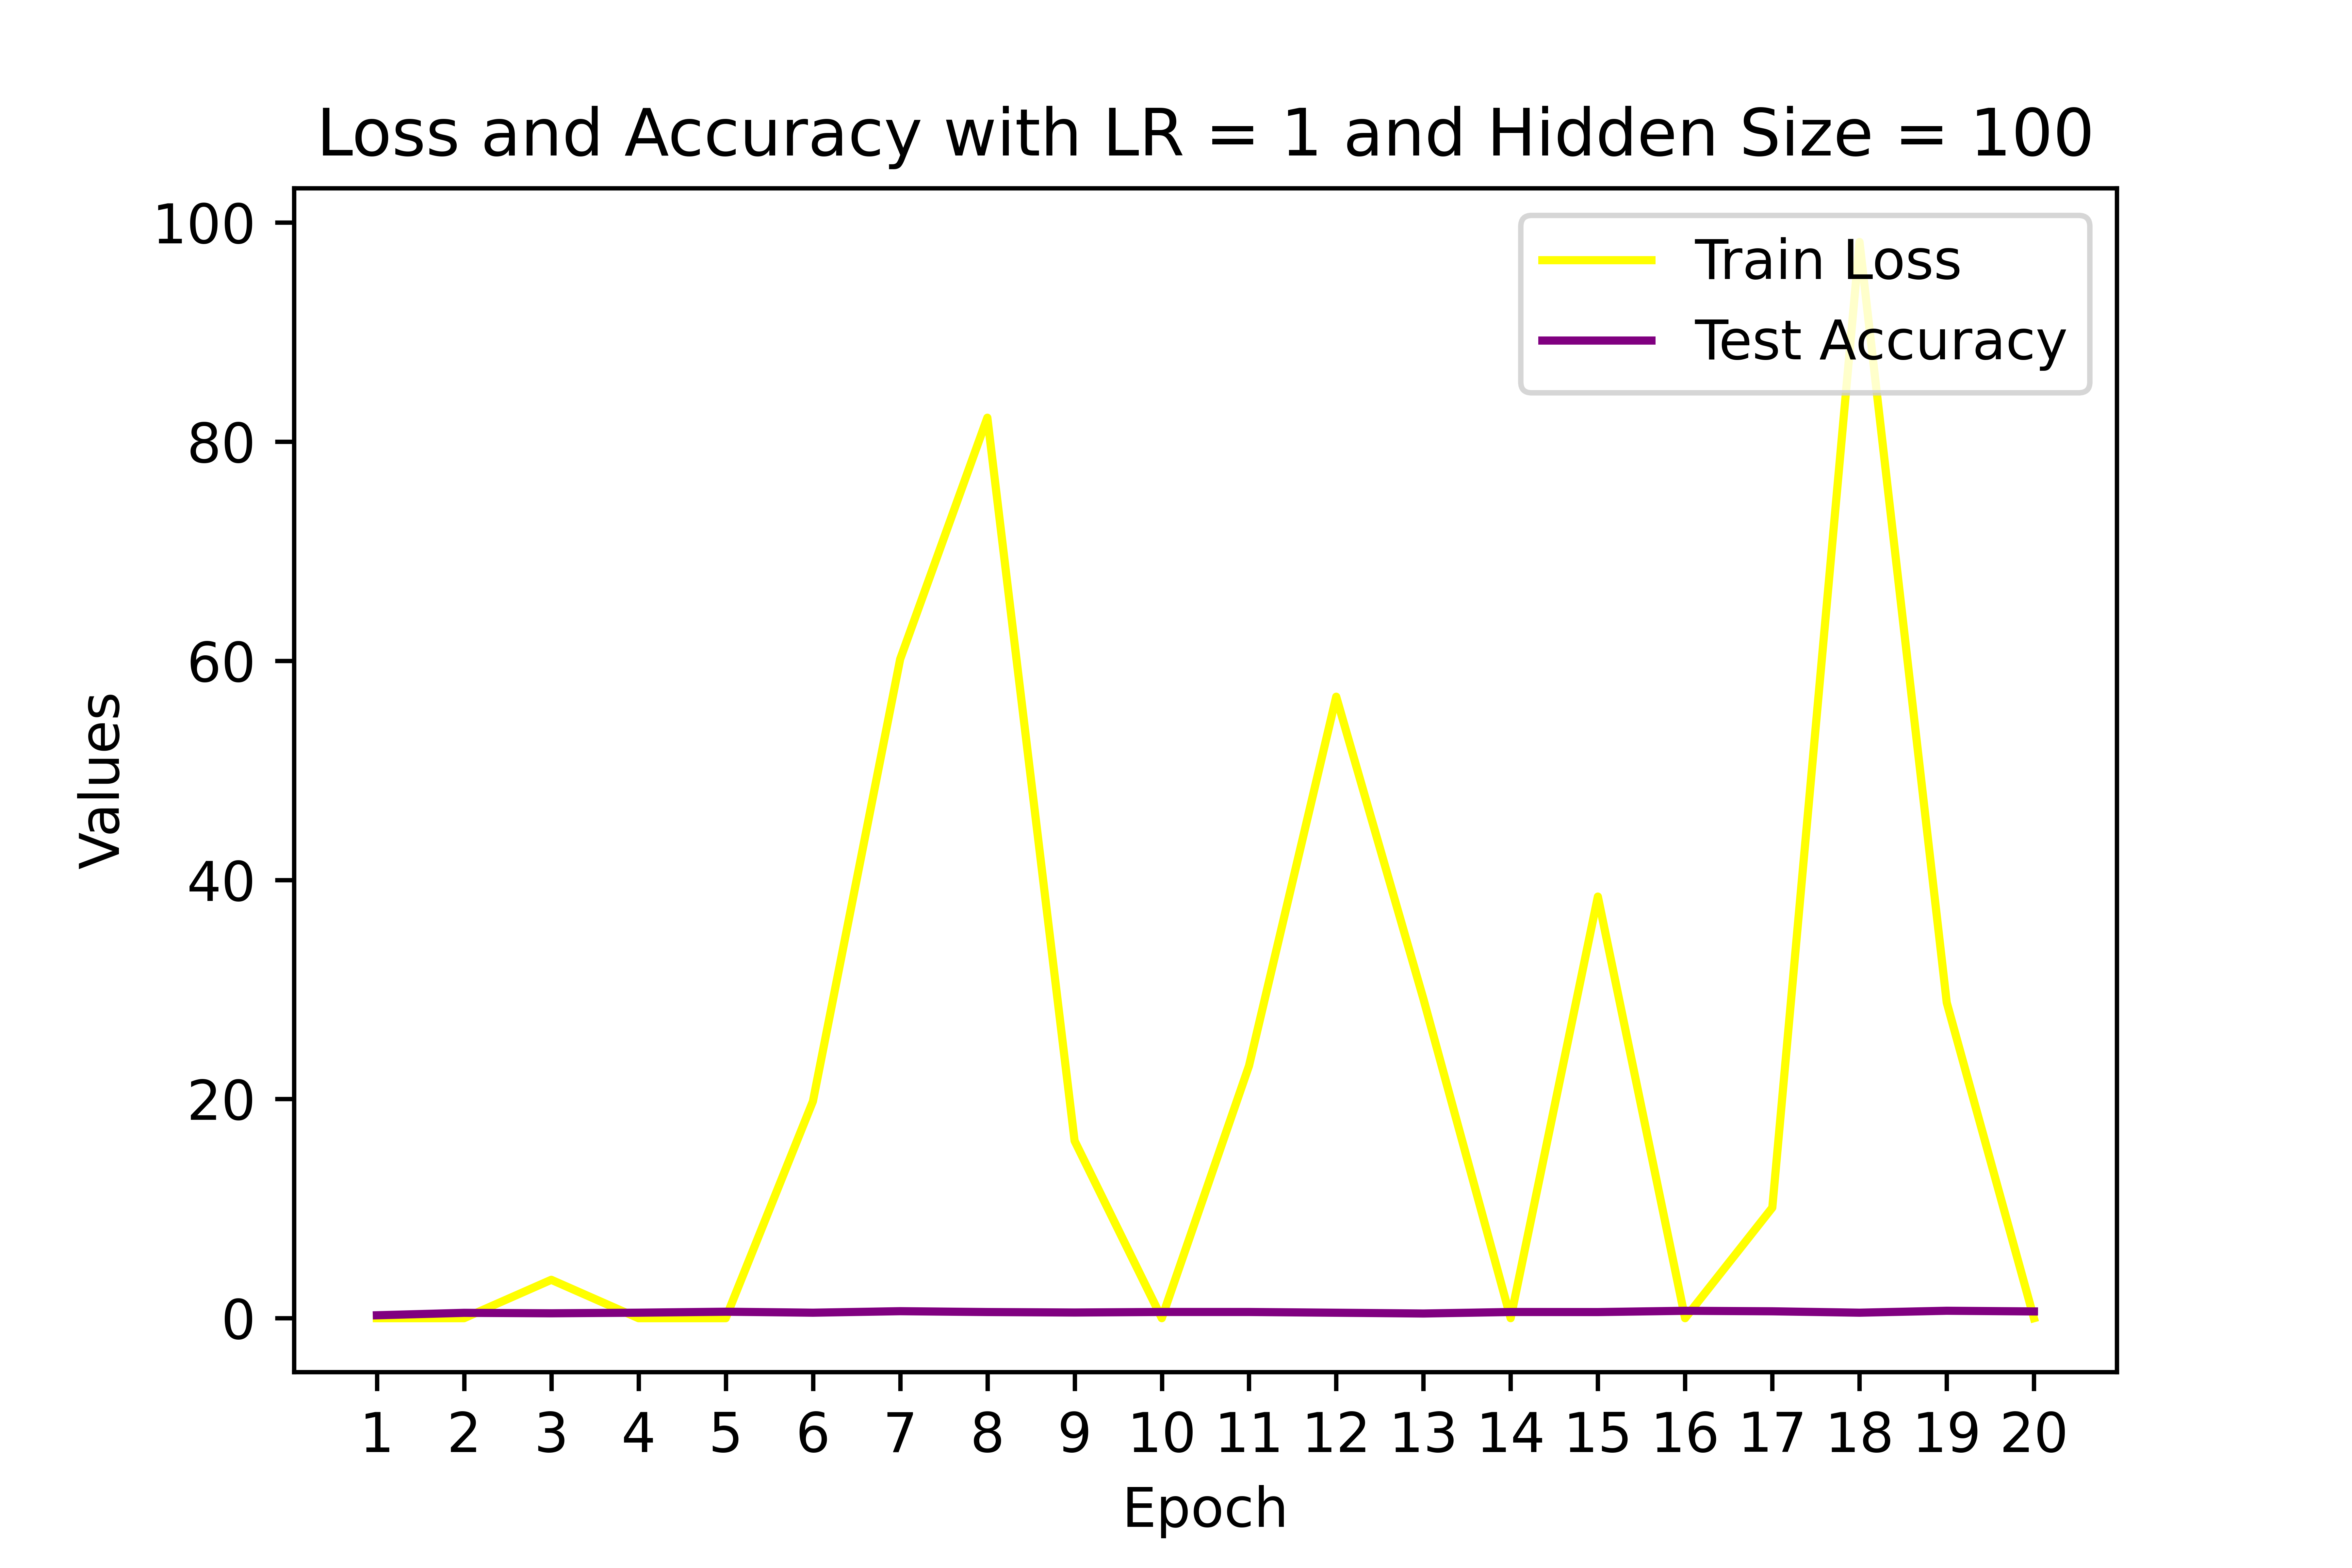 Loss and Accuracy with LR = 1 and Hidden Size = 100
100
80
60
40
20
0
Values
Train Loss
Test Accuracy
1 2 3 4 5 6 7 8 9 10 11 12 13 14 15 16 17 18 19 20
Epoch